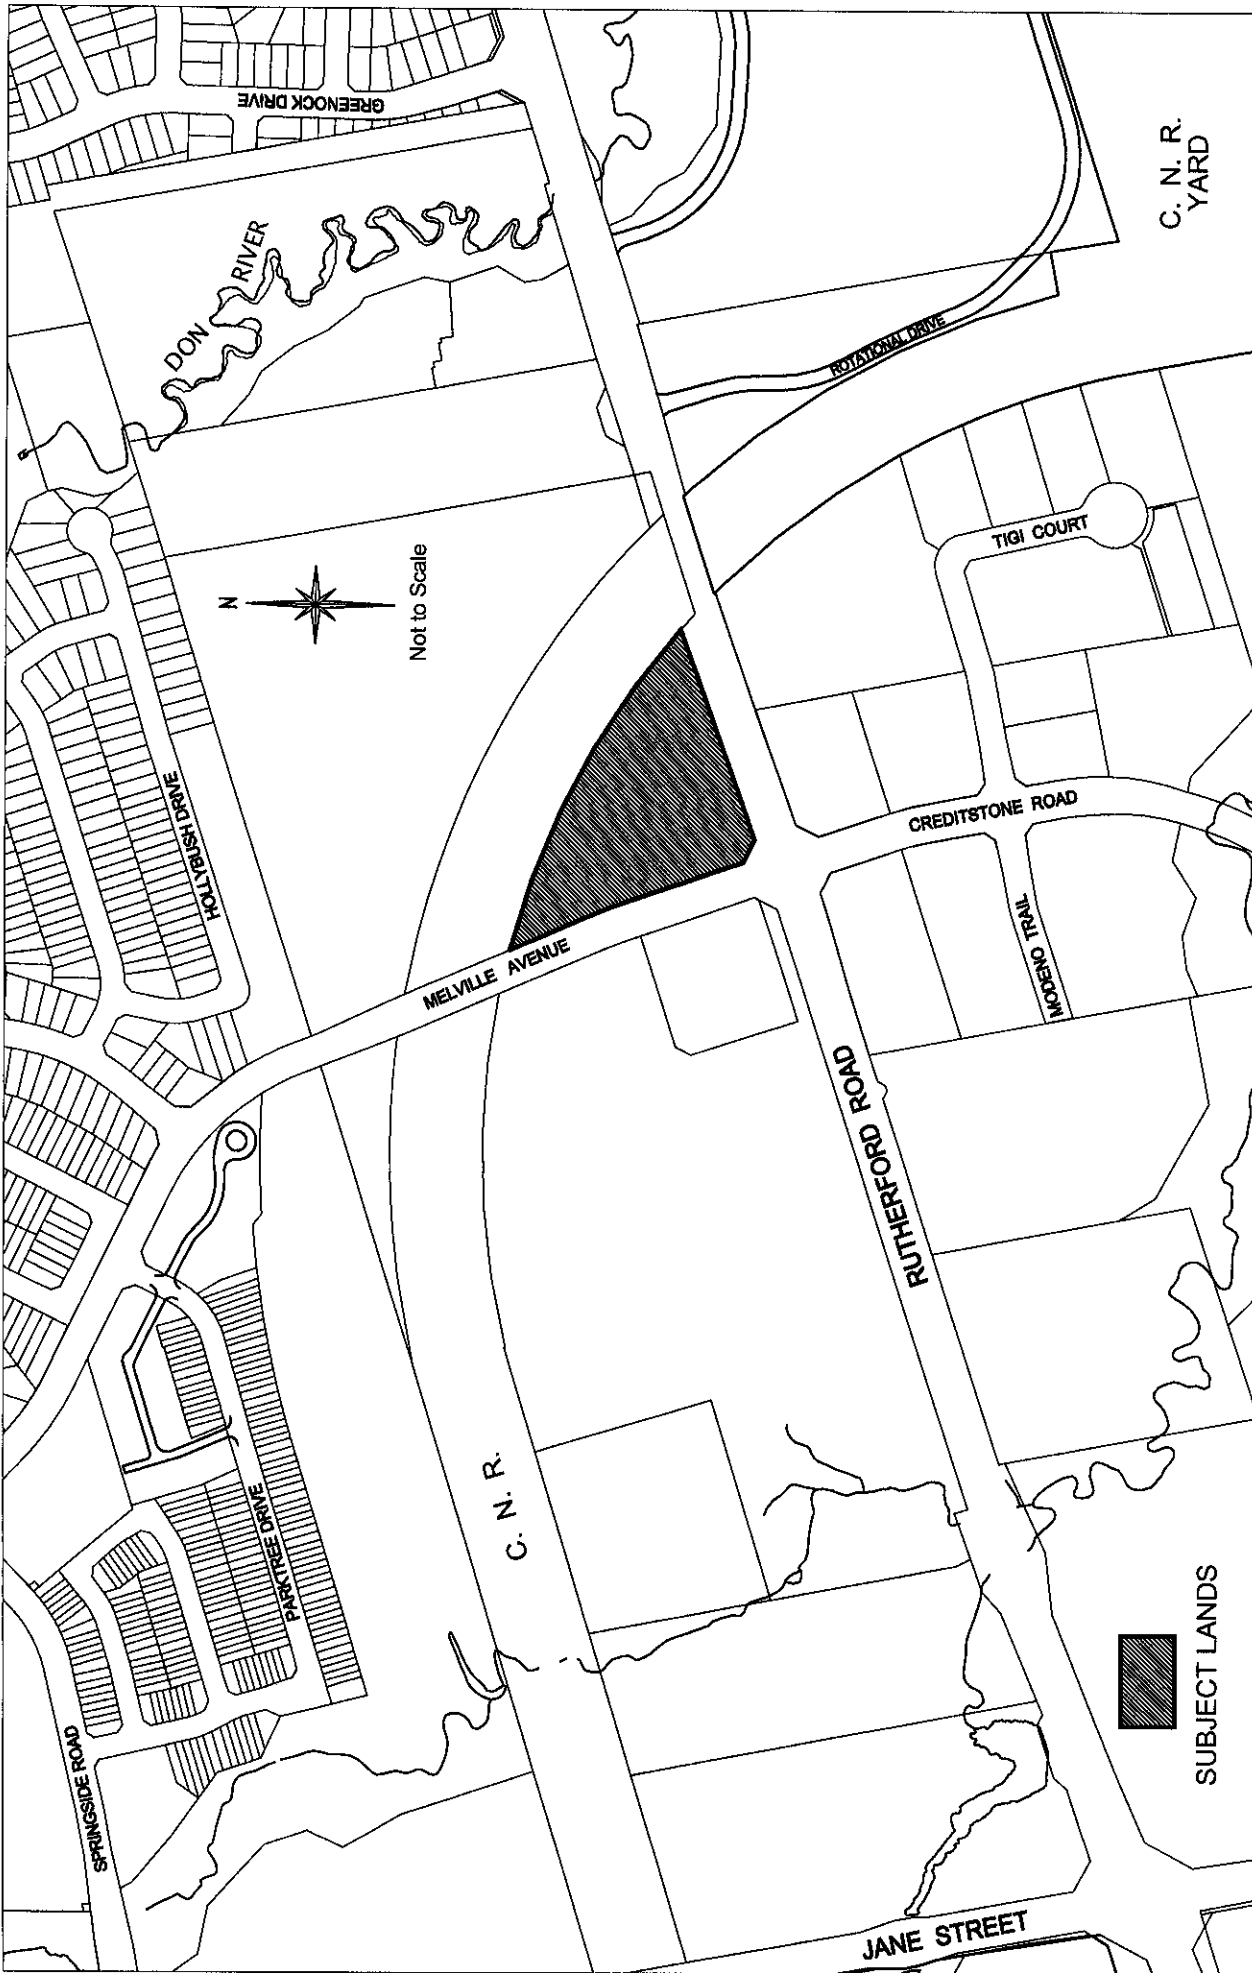 GREENOCK DRIVE
DON RIVER
C. N. R.
YARD
ROTATIONAL DRIVE
TIGI COURT
N
Not to Scale
HOLLYBUSH DRIVE
MELVILLE AVENUE
CREDITSTONE ROAD
MODENO TRAIL
RUTHERFORD ROAD
C. N. R.
PARKTREE DRIVE
SPRINGSIDE ROAD
JANE STREET
SUBJECT LANDS